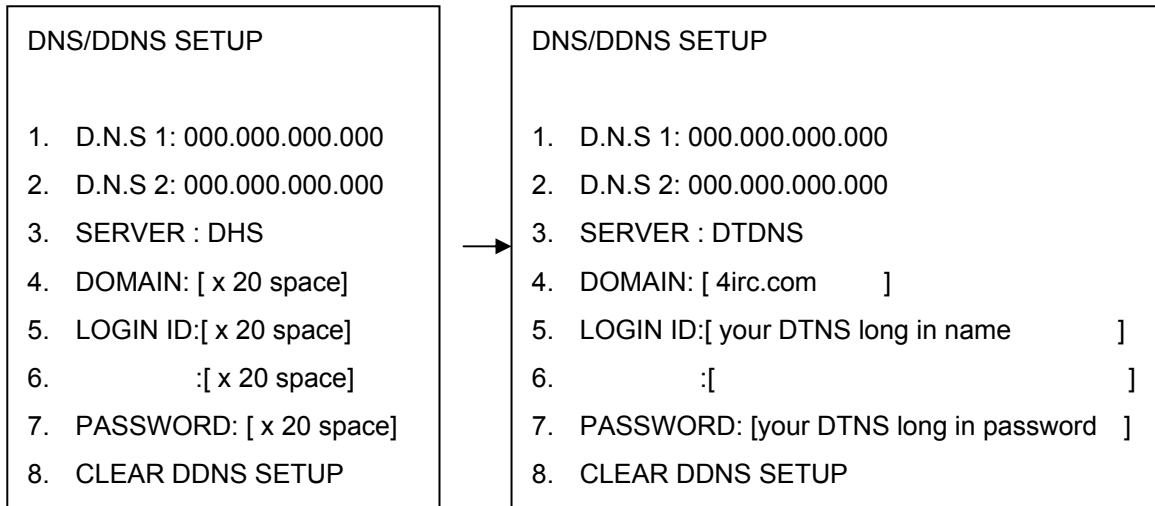 DNS/DDNS SETUP
1. D.N.S 1: 000.000.000.000
2. D.N.S 2: 000.000.000.000
3. SERVER : DHS
4. DOMAIN: [ x 20 space]
5. LOGIN ID:[ x 20 space]
6. :[ x 20 space]
7. PASSWORD: [ x 20 space]
8. CLEAR DDNS SETUP
DNS/DDNS SETUP
1. D.N.S 1: 000.000.000.000
2. D.N.S 2: 000.000.000.000
3. SERVER : DTDNS
4. DOMAIN: [ 4irc.com ]
5. LOGIN ID:[ your DTNS long in name ]
6. :[ ]
7. PASSWORD: [your DTNS long in password ]
8. CLEAR DDNS SETUP